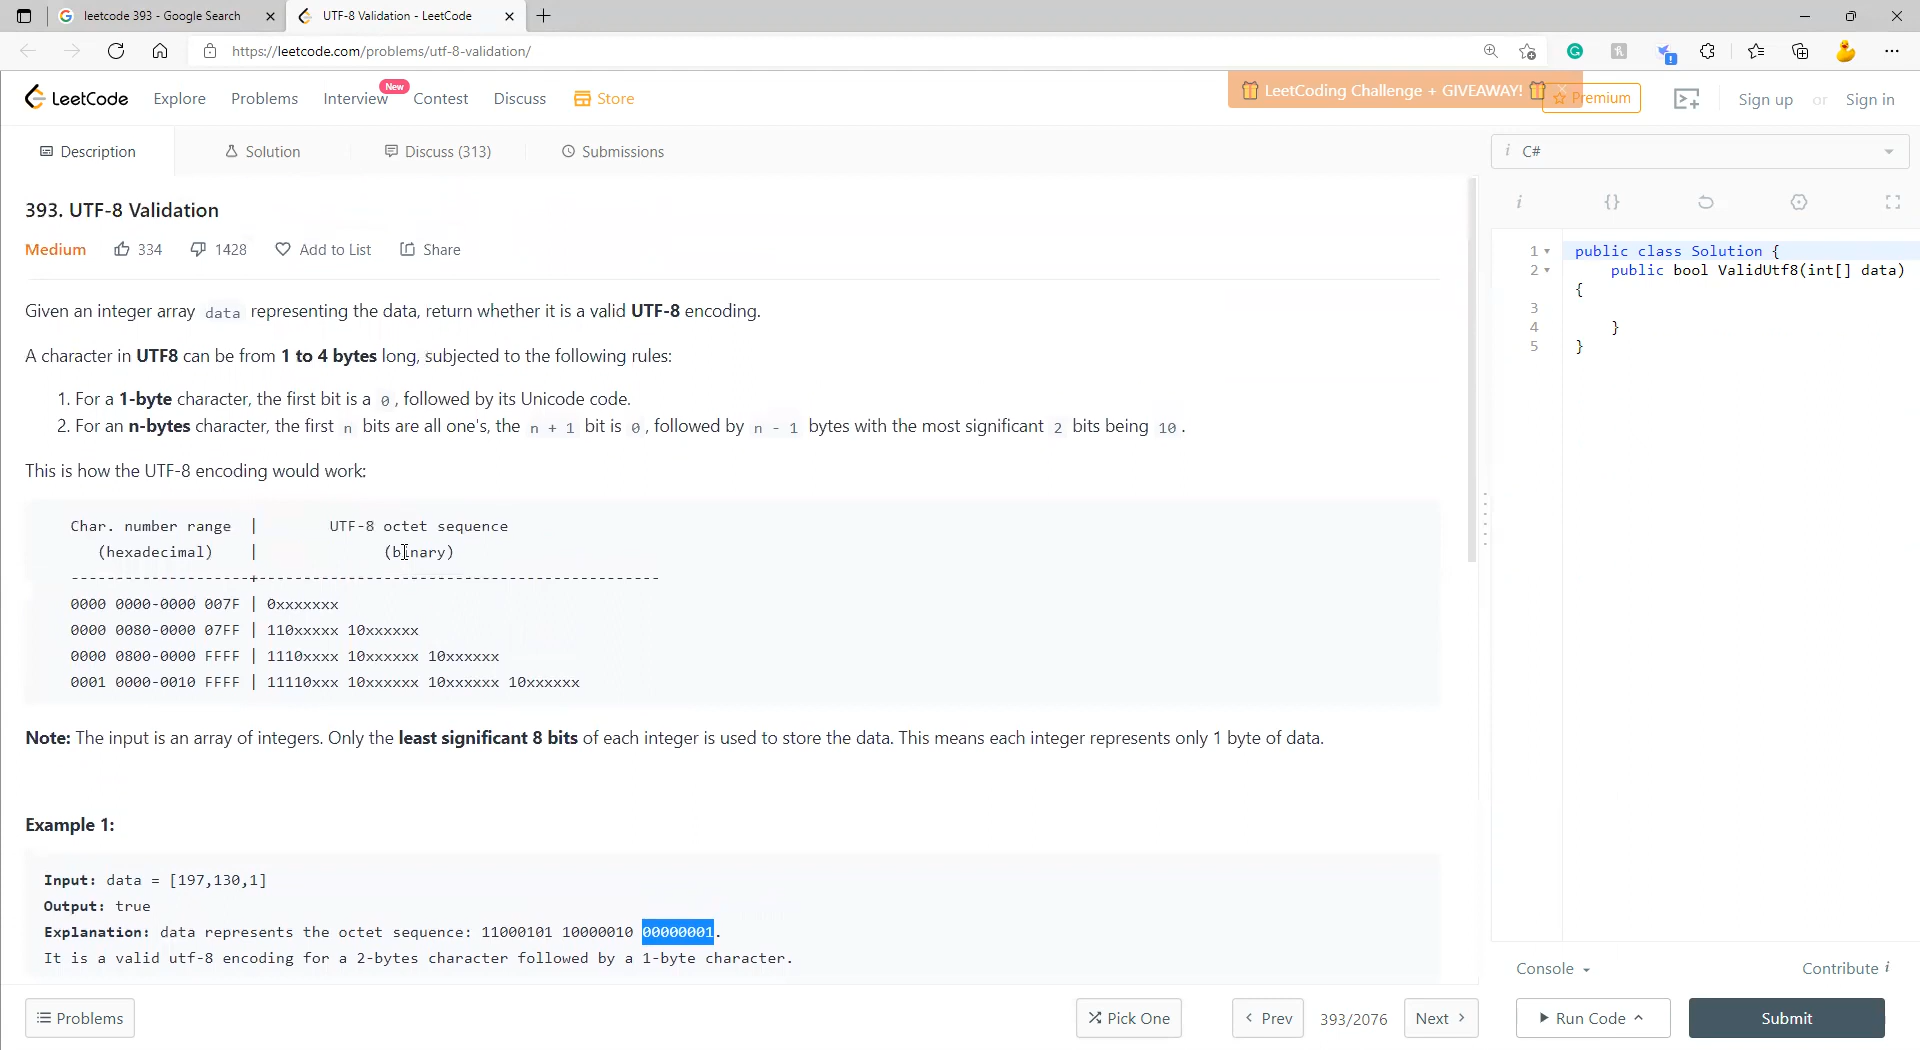 leetcode 393 - Google Search
UTF-8 Validation - LeetCode
https://leetcode.com/problems/utf-8-validation/
LeetCode
Explore
Problems
Interview
New
Contest
Discuss
Store
LeetCoding Challenge + GIVEAWAY!
Premium
Sign up
or
Sign in
Description
Solution
Discuss (313)
Submissions
i C#
393. UTF-8 Validation
Medium
334
1428
Add to List
Share
Given an integer array data representing the data, return whether it is a valid UTF-8 encoding.
A character in UTF8 can be from 1 to 4 bytes long, subjected to the following rules:
1. For a 1-byte character, the first bit is a 0, followed by its Unicode code.
2. For an n-bytes character, the first n bits are all one's, the n + 1 bit is 0, followed by n - 1 bytes with the most significant 2 bits being 10.
This is how the UTF-8 encoding would work:
Char. number range | UTF-8 octet sequence
(hexadecimal) | (binary)
--------------------+---------------------------------------------
0000 0000-0000 007F | 0xxxxxxx
0000 0080-0000 07FF | 110xxxxx 10xxxxxx
0000 0800-0000 FFFF | 1110xxxx 10xxxxxx 10xxxxxx
0001 0000-0010 FFFF | 11110xxx 10xxxxxx 10xxxxxx 10xxxxxx
Note: The input is an array of integers. Only the least significant 8 bits of each integer is used to store the data. This means each integer represents only 1 byte of data.
Example 1:
Input: data = [197,130,1]
Output: true
Explanation: data represents the octet sequence: 11000101 10000010 00000001.
It is a valid utf-8 encoding for a 2-bytes character followed by a 1-byte character.
i {}
1 public class Solution {
2 public bool ValidUtf8(int[] data)
{
3
4 }
5 }
Console
Contribute i
Problems
Pick One
Prev
393/2076
Next
Run Code
Submit